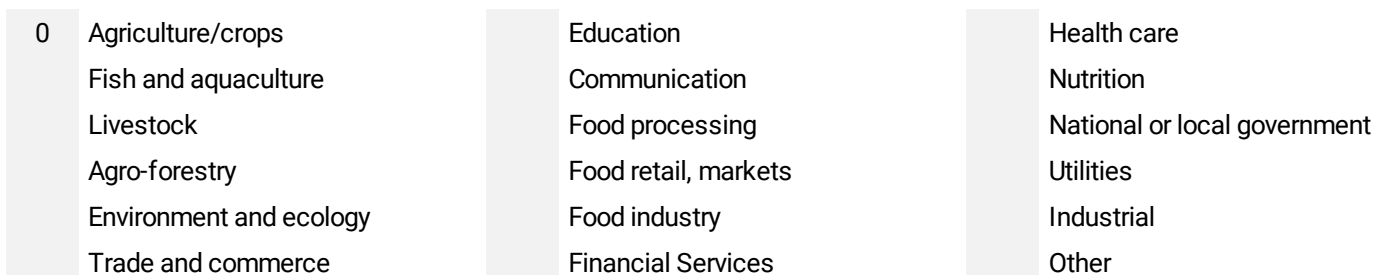 0 Agriculture/crops Education Health care
Fish and aquaculture Communication Nutrition
Livestock Food processing National or local government
Agro-forestry Food retail, markets Utilities
Environment and ecology Food industry Industrial
Trade and commerce Financial Services Other